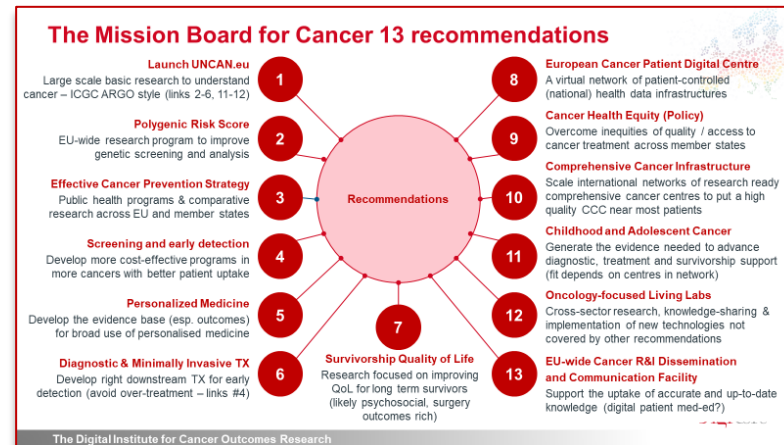 The Mission Board for Cancer 13 recommendations
Launch UNCAN.eu
Large scale basic research to understand
cancer – ICGC ARGO style (links 2-6, 11-12)
1
Polygenic Risk Score
EU-wide research program to improve
genetic screening and analysis
2
Effective Cancer Prevention Strategy
Public health programs & comparative
research across EU and member states
3
Screening and early detection
Develop more cost-effective programs in
more cancers with better patient uptake
4
Personalized Medicine
Develop the evidence base (esp. outcomes)
for broad use of personalised medicine
5
Diagnostic & Minimally Invasive TX
Develop right downstream TX for early
detection (avoid over-treatment – links #4)
6
Recommendations
7
Survivorship Quality of Life
Research focused on improving
QoL for long term survivors
(likely psychosocial, surgery
outcomes rich)
8
European Cancer Patient Digital Centre
A virtual network of patient-controlled
(national) health data infrastructures
9
Cancer Health Equity (Policy)
Overcome inequities of quality / access to
cancer treatment across member states
10
Comprehensive Cancer Infrastructure
Scale international networks of research ready
comprehensive cancer centres to put a high
quality CCC near most patients
11
Childhood and Adolescent Cancer
Generate the evidence needed to advance
diagnostic, treatment and survivorship support
(fit depends on centres in network)
12
Oncology-focused Living Labs
Cross-sector research, knowledge-sharing &
implementation of new technologies not
covered by other recommendations
13
EU-wide Cancer R&I Dissemination
and Communication Facility
Support the uptake of accurate and up-to-date
knowledge (digital patient med-ed?)
The Digital Institute for Cancer Outcomes Research